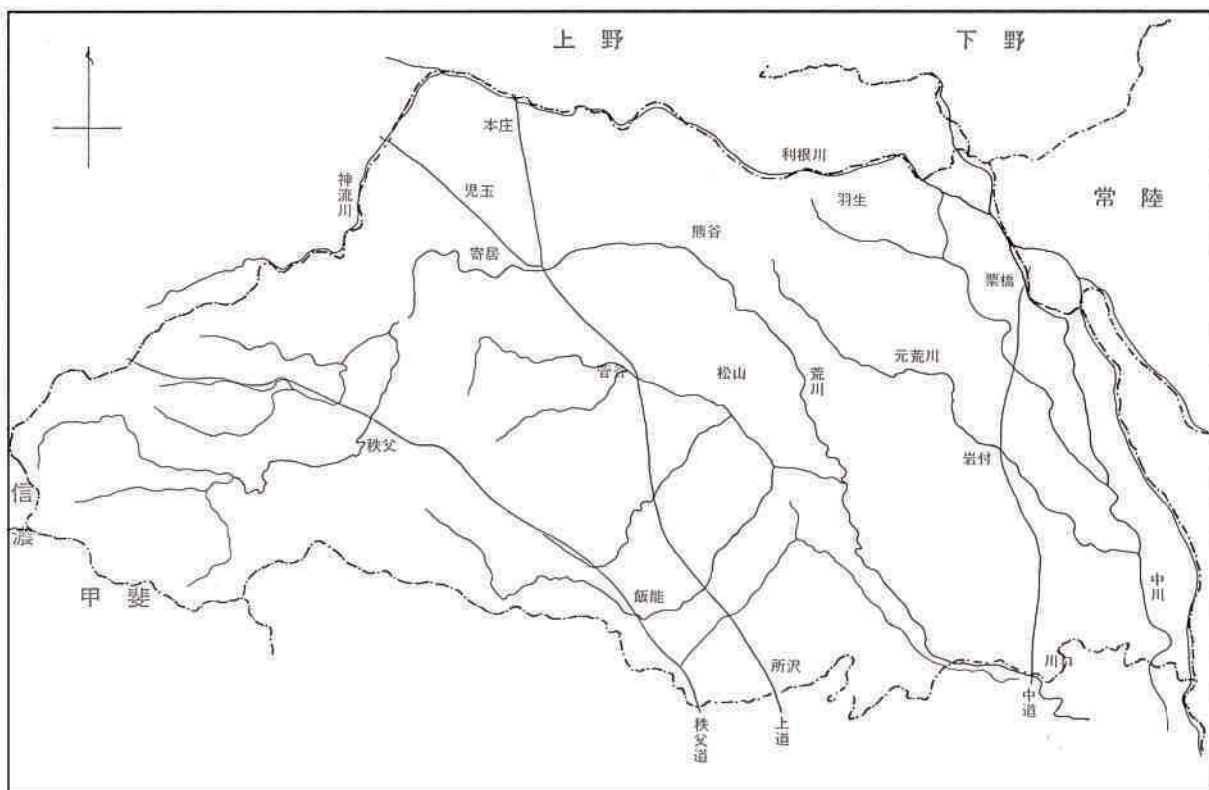 上野
下野
常陸
本庄
利根川
神流川
児玉
羽生
熊谷
寄居
栗橋
元荒川
荒川
松山
菅谷
秩父
岩付
信濃
甲斐
飯能
中川
所沢
川口
秩父道
上道
中道